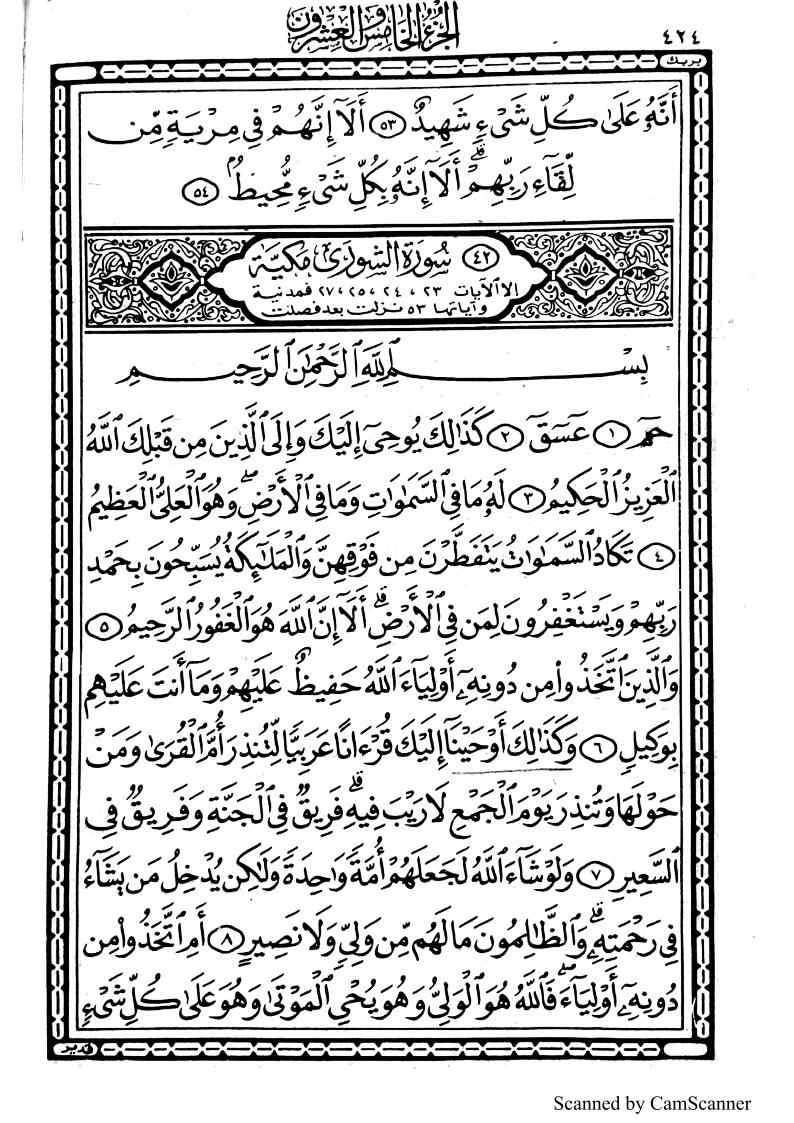 ٤٢٤
الجزء الخامس والعشرون
بربك
أَنَّهُۥ عَلَىٰ كُلِّ شَىْءٍ شَهِيدٌ ٥٣ أَلَآ إِنَّهُمْ فِى مِرْيَةٍ مِّن
لِّقَآءِ رَبِّهِمْ ۗ أَلَآ إِنَّهُۥ بِكُلِّ شَىْءٍ مُّحِيطٌۢ ٥٤
٤٢ سُورَة الشورىٰ مَكيَّة
الا الآيات ٢٣، ٢٤، ٢٥، ٢٧ فمدنية
وآياتها ٥٣ نزلت بعد فصلت
بِسْمِ ٱللَّهِ ٱلرَّحْمَٰنِ ٱلرَّحِيمِ
حمٓ ١ عٓسٓقٓ ٢ كَذَٰلِكَ يُوحِىٓ إِلَيْكَ وَإِلَى ٱلَّذِينَ مِن قَبْلِكَ ٱللَّهُ
ٱلْعَزِيزُ ٱلْحَكِيمُ ٣ لَهُۥ مَا فِى ٱلسَّمَٰوَٰتِ وَمَا فِى ٱلْأَرْضِ ۖ وَهُوَ ٱلْعَلِىُّ ٱلْعَظِيمُ
٤ تَكَادُ ٱلسَّمَٰوَٰتُ يَتَفَطَّرْنَ مِن فَوْقِهِنَّ ۚ وَٱلْمَلَٰٓئِكَةُ يُسَبِّحُونَ بِحَمْدِ
رَبِّهِمْ وَيَسْتَغْفِرُونَ لِمَن فِى ٱلْأَرْضِ ۗ أَلَآ إِنَّ ٱللَّهَ هُوَ ٱلْغَفُورُ ٱلرَّحِيمُ ٥
وَٱلَّذِينَ ٱتَّخَذُوا۟ مِن دُونِهِۦٓ أَوْلِيَآءَ ٱللَّهُ حَفِيظٌ عَلَيْهِمْ وَمَآ أَنتَ عَلَيْهِم
بِوَكِيلٍ ٦ وَكَذَٰلِكَ أَوْحَيْنَآ إِلَيْكَ قُرْءَانًا عَرَبِيًّا لِّتُنذِرَ أُمَّ ٱلْقُرَىٰ وَمَنْ
حَوْلَهَا وَتُنذِرَ يَوْمَ ٱلْجَمْعِ لَا رَيْبَ فِيهِ ۚ فَرِيقٌ فِى ٱلْجَنَّةِ وَفَرِيقٌ فِى
ٱلسَّعِيرِ ٧ وَلَوْ شَآءَ ٱللَّهُ لَجَعَلَهُمْ أُمَّةً وَٰحِدَةً وَلَٰكِن يُدْخِلُ مَن يَشَآءُ
فِى رَحْمَتِهِۦ ۚ وَٱلظَّٰلِمُونَ مَا لَهُم مِّن وَلِىٍّ وَلَا نَصِيرٍ ٨ أَمِ ٱتَّخَذُوا۟ مِن
دُونِهِۦٓ أَوْلِيَآءَ ۖ فَٱللَّهُ هُوَ ٱلْوَلِىُّ وَهُوَ يُحْىِ ٱلْمَوْتَىٰ وَهُوَ عَلَىٰ كُلِّ شَىْءٍ
قدير
Scanned by CamScanner